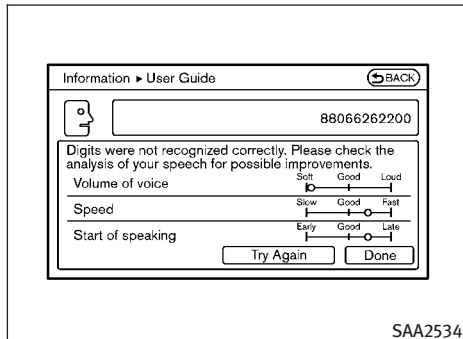 Information ▸ User Guide
BACK
88066262200
Digits were not recognized correctly. Please check the
analysis of your speech for possible improvements.
Volume of voice Soft Good Loud
Speed Slow Good Fast
Start of speaking Early Good Late
Try Again Done
SAA2534